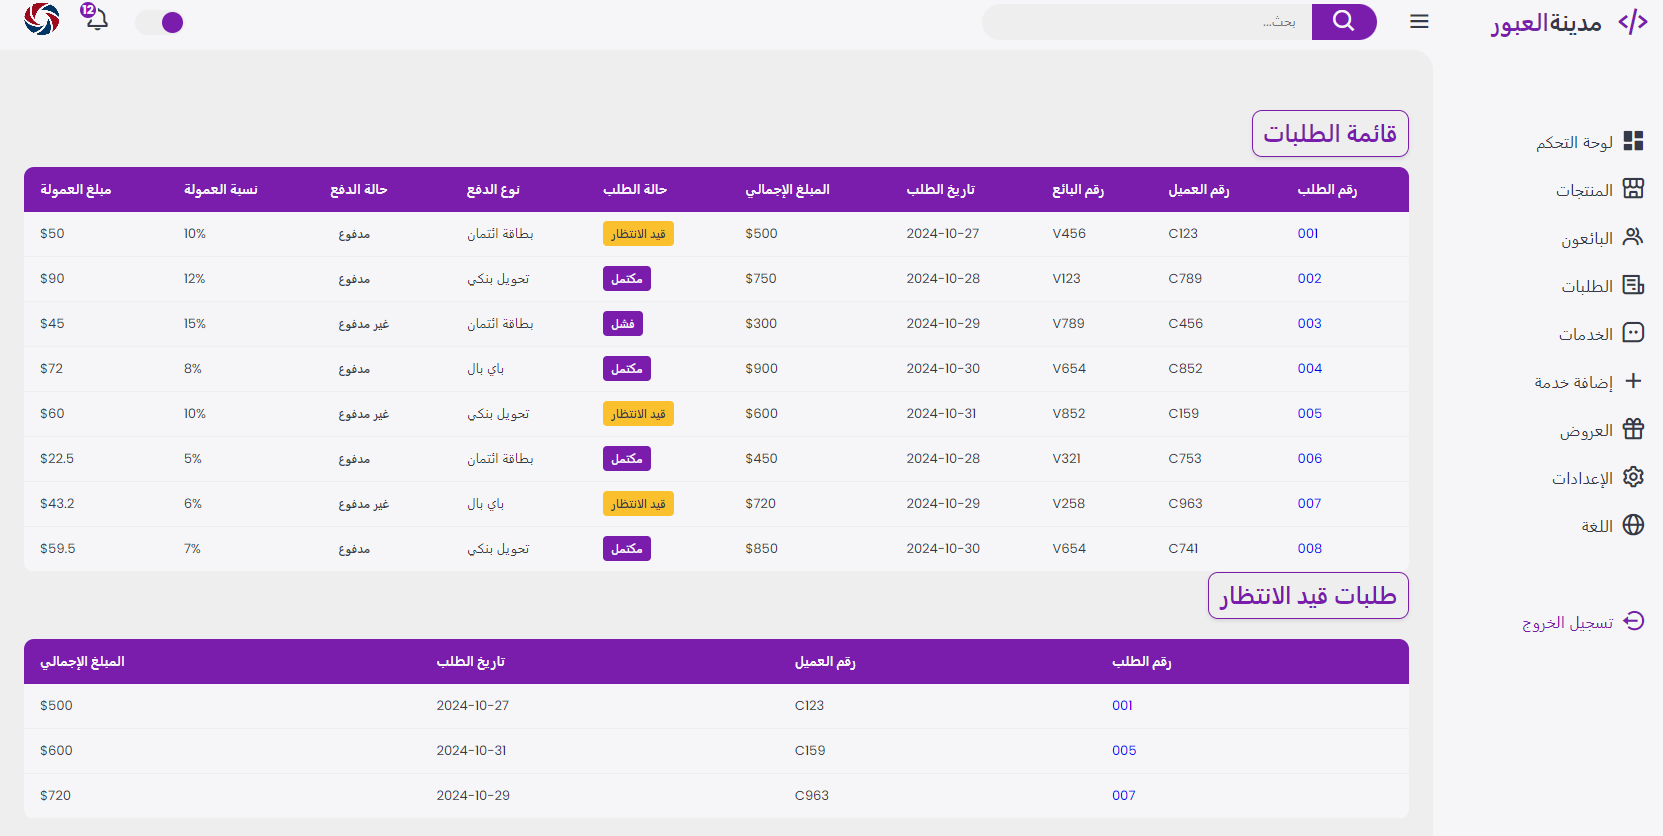 مدينةالعبور
بحث...
12
لوحة التحكم
المنتجات
البائعون
الطلبات
الخدمات
إضافة خدمة
العروض
الإعدادات
اللغة
تسجيل الخروج
قائمة الطلبات
رقم الطلب رقم العميل رقم البائع تاريخ الطلب المبلغ الإجمالي حالة الطلب نوع الدفع حالة الدفع نسبة العمولة مبلغ العمولة
001 C123 V456 2024-10-27 $500 قيد الانتظار بطاقة ائتمان مدفوع 10% $50
002 C789 V123 2024-10-28 $750 مكتمل تحويل بنكي مدفوع 12% $90
003 C456 V789 2024-10-29 $300 فشل بطاقة ائتمان غير مدفوع 15% $45
004 C852 V654 2024-10-30 $900 مكتمل باي بال مدفوع 8% $72
005 C159 V852 2024-10-31 $600 قيد الانتظار تحويل بنكي غير مدفوع 10% $60
006 C753 V321 2024-10-28 $450 مكتمل بطاقة ائتمان مدفوع 5% $22.5
007 C963 V258 2024-10-29 $720 قيد الانتظار باي بال غير مدفوع 6% $43.2
008 C741 V654 2024-10-30 $850 مكتمل تحويل بنكي مدفوع 7% $59.5
طلبات قيد الانتظار
رقم الطلب رقم العميل تاريخ الطلب المبلغ الإجمالي
001 C123 2024-10-27 $500
005 C159 2024-10-31 $600
007 C963 2024-10-29 $720